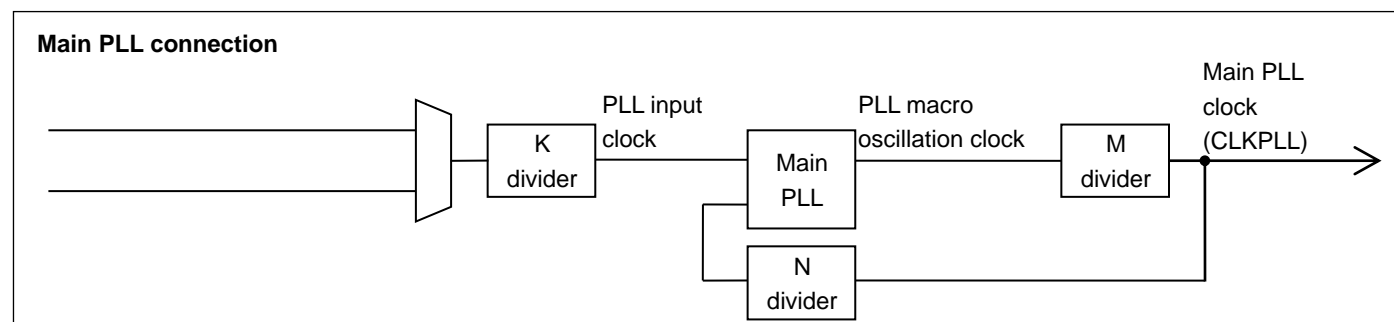 Main PLL connection
K
divider
PLL input
clock
Main
PLL
PLL macro
oscillation clock
M
divider
Main PLL
clock
(CLKPLL)
N
divider